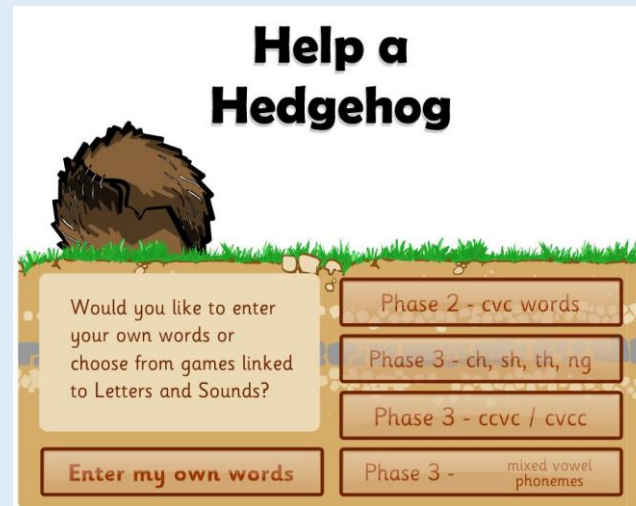 Help a
Hedgehog
Would you like to enter
your own words or
choose from games linked
to Letters and Sounds?
Enter my own words
Phase 2 - cvc words
Phase 3 - ch, sh, th, ng
Phase 3 - ccvc / cvcc
Phase 3 - mixed vowel
phonemes